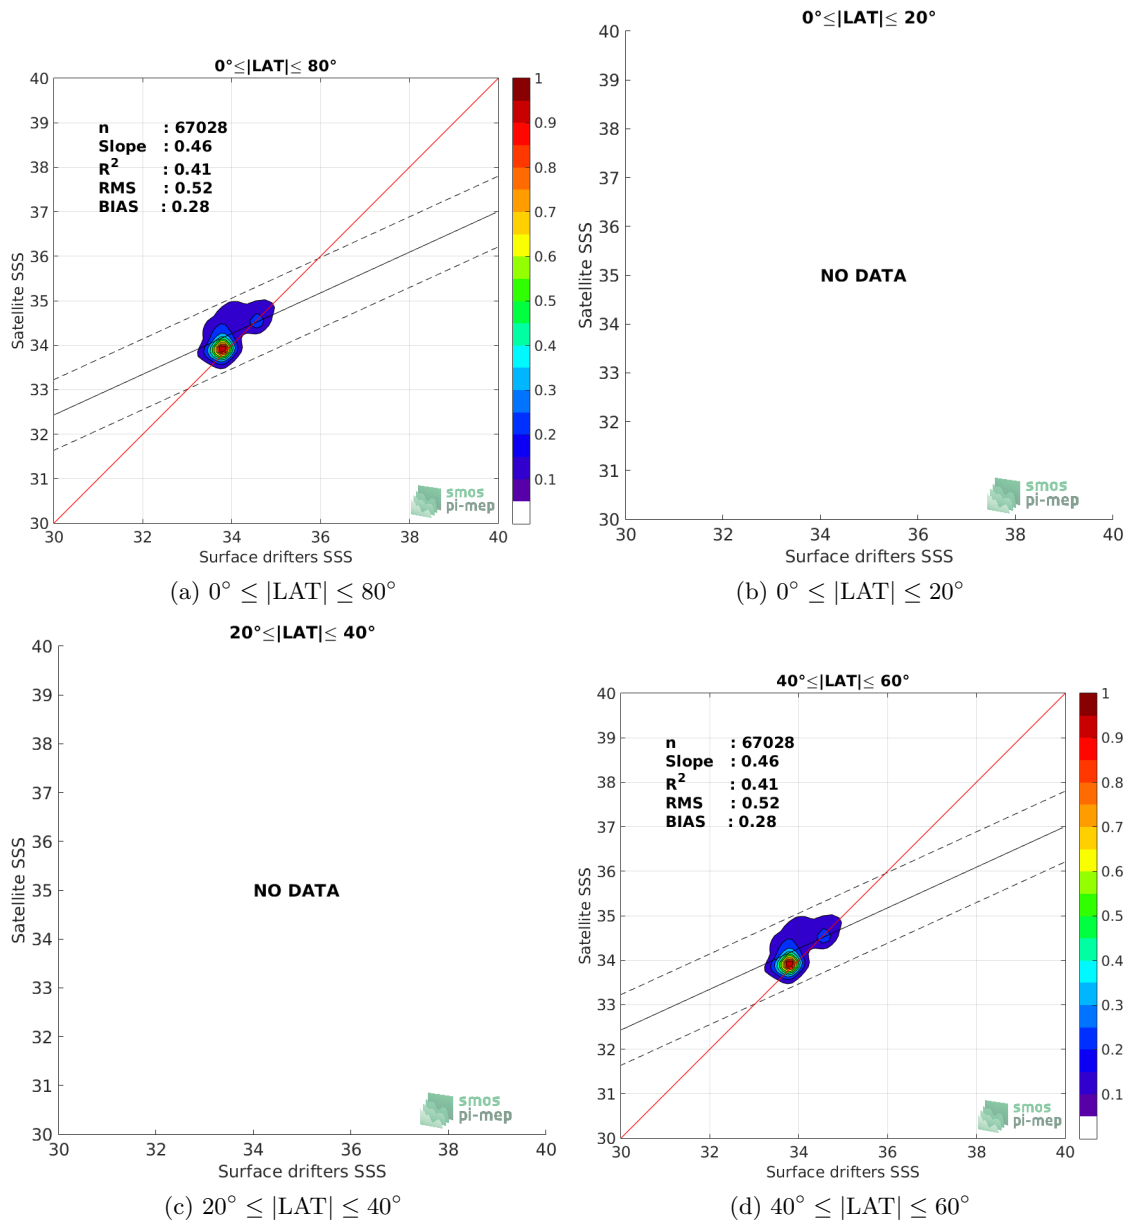 0°≤|LAT|≤ 80°
40
39
38
37
36
35
34
33
32
31
30
30
32
34
36
38
40
Satellite SSS
Surface drifters SSS
n : 67028
Slope : 0.46
R2 : 0.41
RMS : 0.52
BIAS : 0.28
1
0.9
0.8
0.7
0.6
0.5
0.4
0.3
0.2
0.1
smos
pi-mep
(a) 0° ≤ |LAT| ≤ 80°
0°≤|LAT|≤ 20°
40
39
38
37
36
35
34
33
32
31
30
30
32
34
36
38
40
Satellite SSS
Surface drifters SSS
NO DATA
smos
pi-mep
(b) 0° ≤ |LAT| ≤ 20°
20°≤|LAT|≤ 40°
40
39
38
37
36
35
34
33
32
31
30
30
32
34
36
38
40
Satellite SSS
Surface drifters SSS
NO DATA
smos
pi-mep
(c) 20° ≤ |LAT| ≤ 40°
40°≤|LAT|≤ 60°
40
39
38
37
36
35
34
33
32
31
30
30
32
34
36
38
40
Satellite SSS
Surface drifters SSS
n : 67028
Slope : 0.46
R2 : 0.41
RMS : 0.52
BIAS : 0.28
1
0.9
0.8
0.7
0.6
0.5
0.4
0.3
0.2
0.1
smos
pi-mep
(d) 40° ≤ |LAT| ≤ 60°